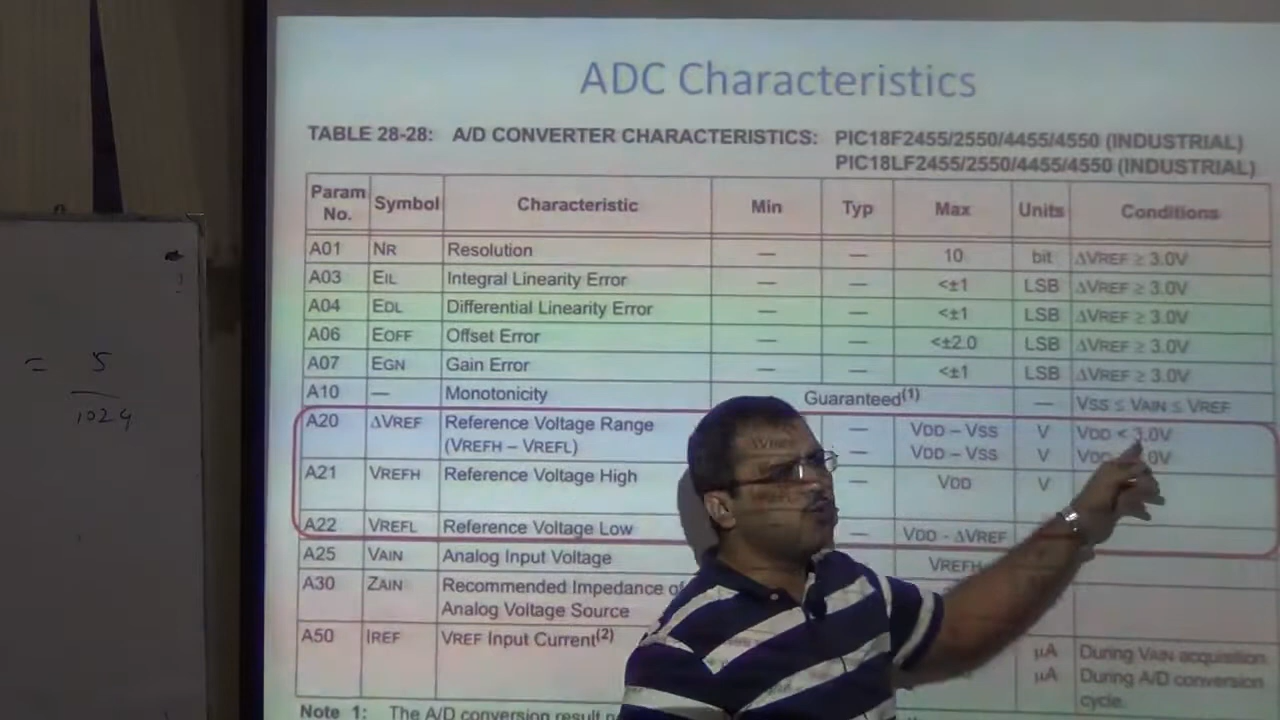 ADC Characteristics
TABLE 28-28: A/D CONVERTER CHARACTERISTICS: PIC18F2455/2550/4455/4550 (INDUSTRIAL)
PIC18LF2455/2550/4455/4550 (INDUSTRIAL)
Param No. Symbol Characteristic Min Typ Max Units Conditions
A01 NR Resolution — — 10 bit ΔVREF ≥ 3.0V
A03 EIL Integral Linearity Error — — <±1 LSB ΔVREF ≥ 3.0V
A04 EDL Differential Linearity Error — — <±1 LSB ΔVREF ≥ 3.0V
A06 EOFF Offset Error — — <±2.0 LSB ΔVREF ≥ 3.0V
A07 EGN Gain Error — — <±1 LSB ΔVREF ≥ 3.0V
A10 — Monotonicity Guaranteed(1) — VSS ≤ VAIN ≤ VREF
A20 ΔVREF Reference Voltage Range — VDD – VSS V VDD < 3.0V
(VREFH – VREFL) — VDD – VSS V
A21 VREFH Reference Voltage High — VDD V
A22 VREFL Reference Voltage Low — VDD - ΔVREF
A25 VAIN Analog Input Voltage VREFH
A30 ZAIN Recommended Impedance of
Analog Voltage Source
A50 IREF VREF Input Current(2) μA During VAIN acquisition.
μA During A/D conversion
cycle.
Note 1: The A/D conversion result
= 5
1024